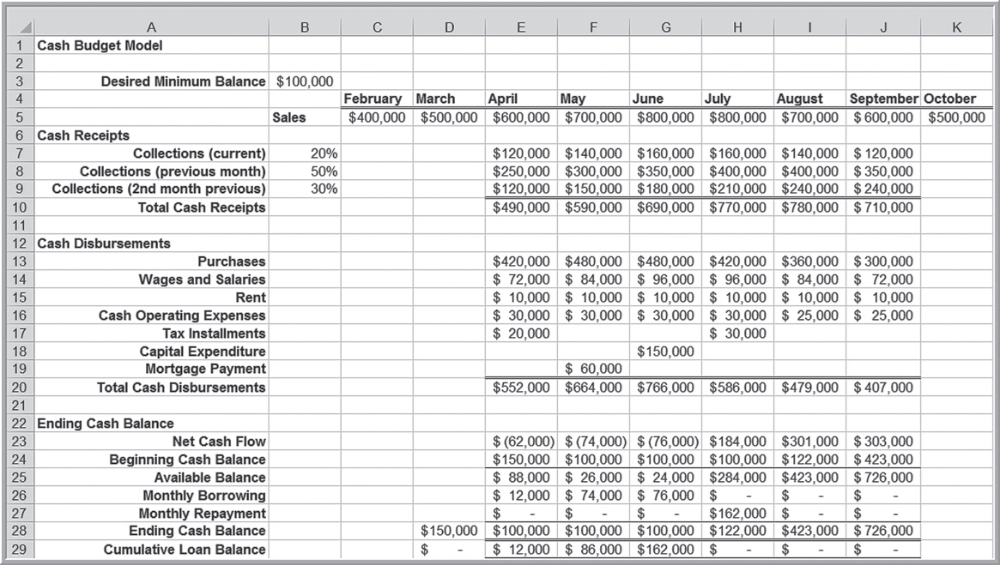 A B C D E F G H I J K
1 Cash Budget Model
2
3 Desired Minimum Balance $100,000
4 February March April May June July August September October
5 Sales $400,000 $500,000 $600,000 $700,000 $800,000 $800,000 $700,000 $ 600,000 $500,000
6 Cash Receipts
7 Collections (current) 20% $120,000 $140,000 $160,000 $160,000 $140,000 $ 120,000
8 Collections (previous month) 50% $250,000 $300,000 $350,000 $400,000 $400,000 $ 350,000
9 Collections (2nd month previous) 30% $120,000 $150,000 $180,000 $210,000 $240,000 $ 240,000
10 Total Cash Receipts $490,000 $590,000 $690,000 $770,000 $780,000 $ 710,000
11
12 Cash Disbursements
13 Purchases $420,000 $480,000 $480,000 $420,000 $360,000 $ 300,000
14 Wages and Salaries $ 72,000 $ 84,000 $ 96,000 $ 96,000 $ 84,000 $ 72,000
15 Rent $ 10,000 $ 10,000 $ 10,000 $ 10,000 $ 10,000 $ 10,000
16 Cash Operating Expenses $ 30,000 $ 30,000 $ 30,000 $ 30,000 $ 25,000 $ 25,000
17 Tax Installments $ 20,000 $ 30,000
18 Capital Expenditure $150,000
19 Mortgage Payment $ 60,000
20 Total Cash Disbursements $552,000 $664,000 $766,000 $586,000 $479,000 $ 407,000
21
22 Ending Cash Balance
23 Net Cash Flow $ (62,000) $ (74,000) $ (76,000) $184,000 $301,000 $ 303,000
24 Beginning Cash Balance $150,000 $100,000 $100,000 $100,000 $122,000 $ 423,000
25 Available Balance $ 88,000 $ 26,000 $ 24,000 $284,000 $423,000 $ 726,000
26 Monthly Borrowing $ 12,000 $ 74,000 $ 76,000 $ - $ - $ -
27 Monthly Repayment $ - $ - $ - $162,000 $ - $ -
28 Ending Cash Balance $150,000 $100,000 $100,000 $100,000 $122,000 $423,000 $ 726,000
29 Cumulative Loan Balance $ - $ 12,000 $ 86,000 $162,000 $ - $ - $ -